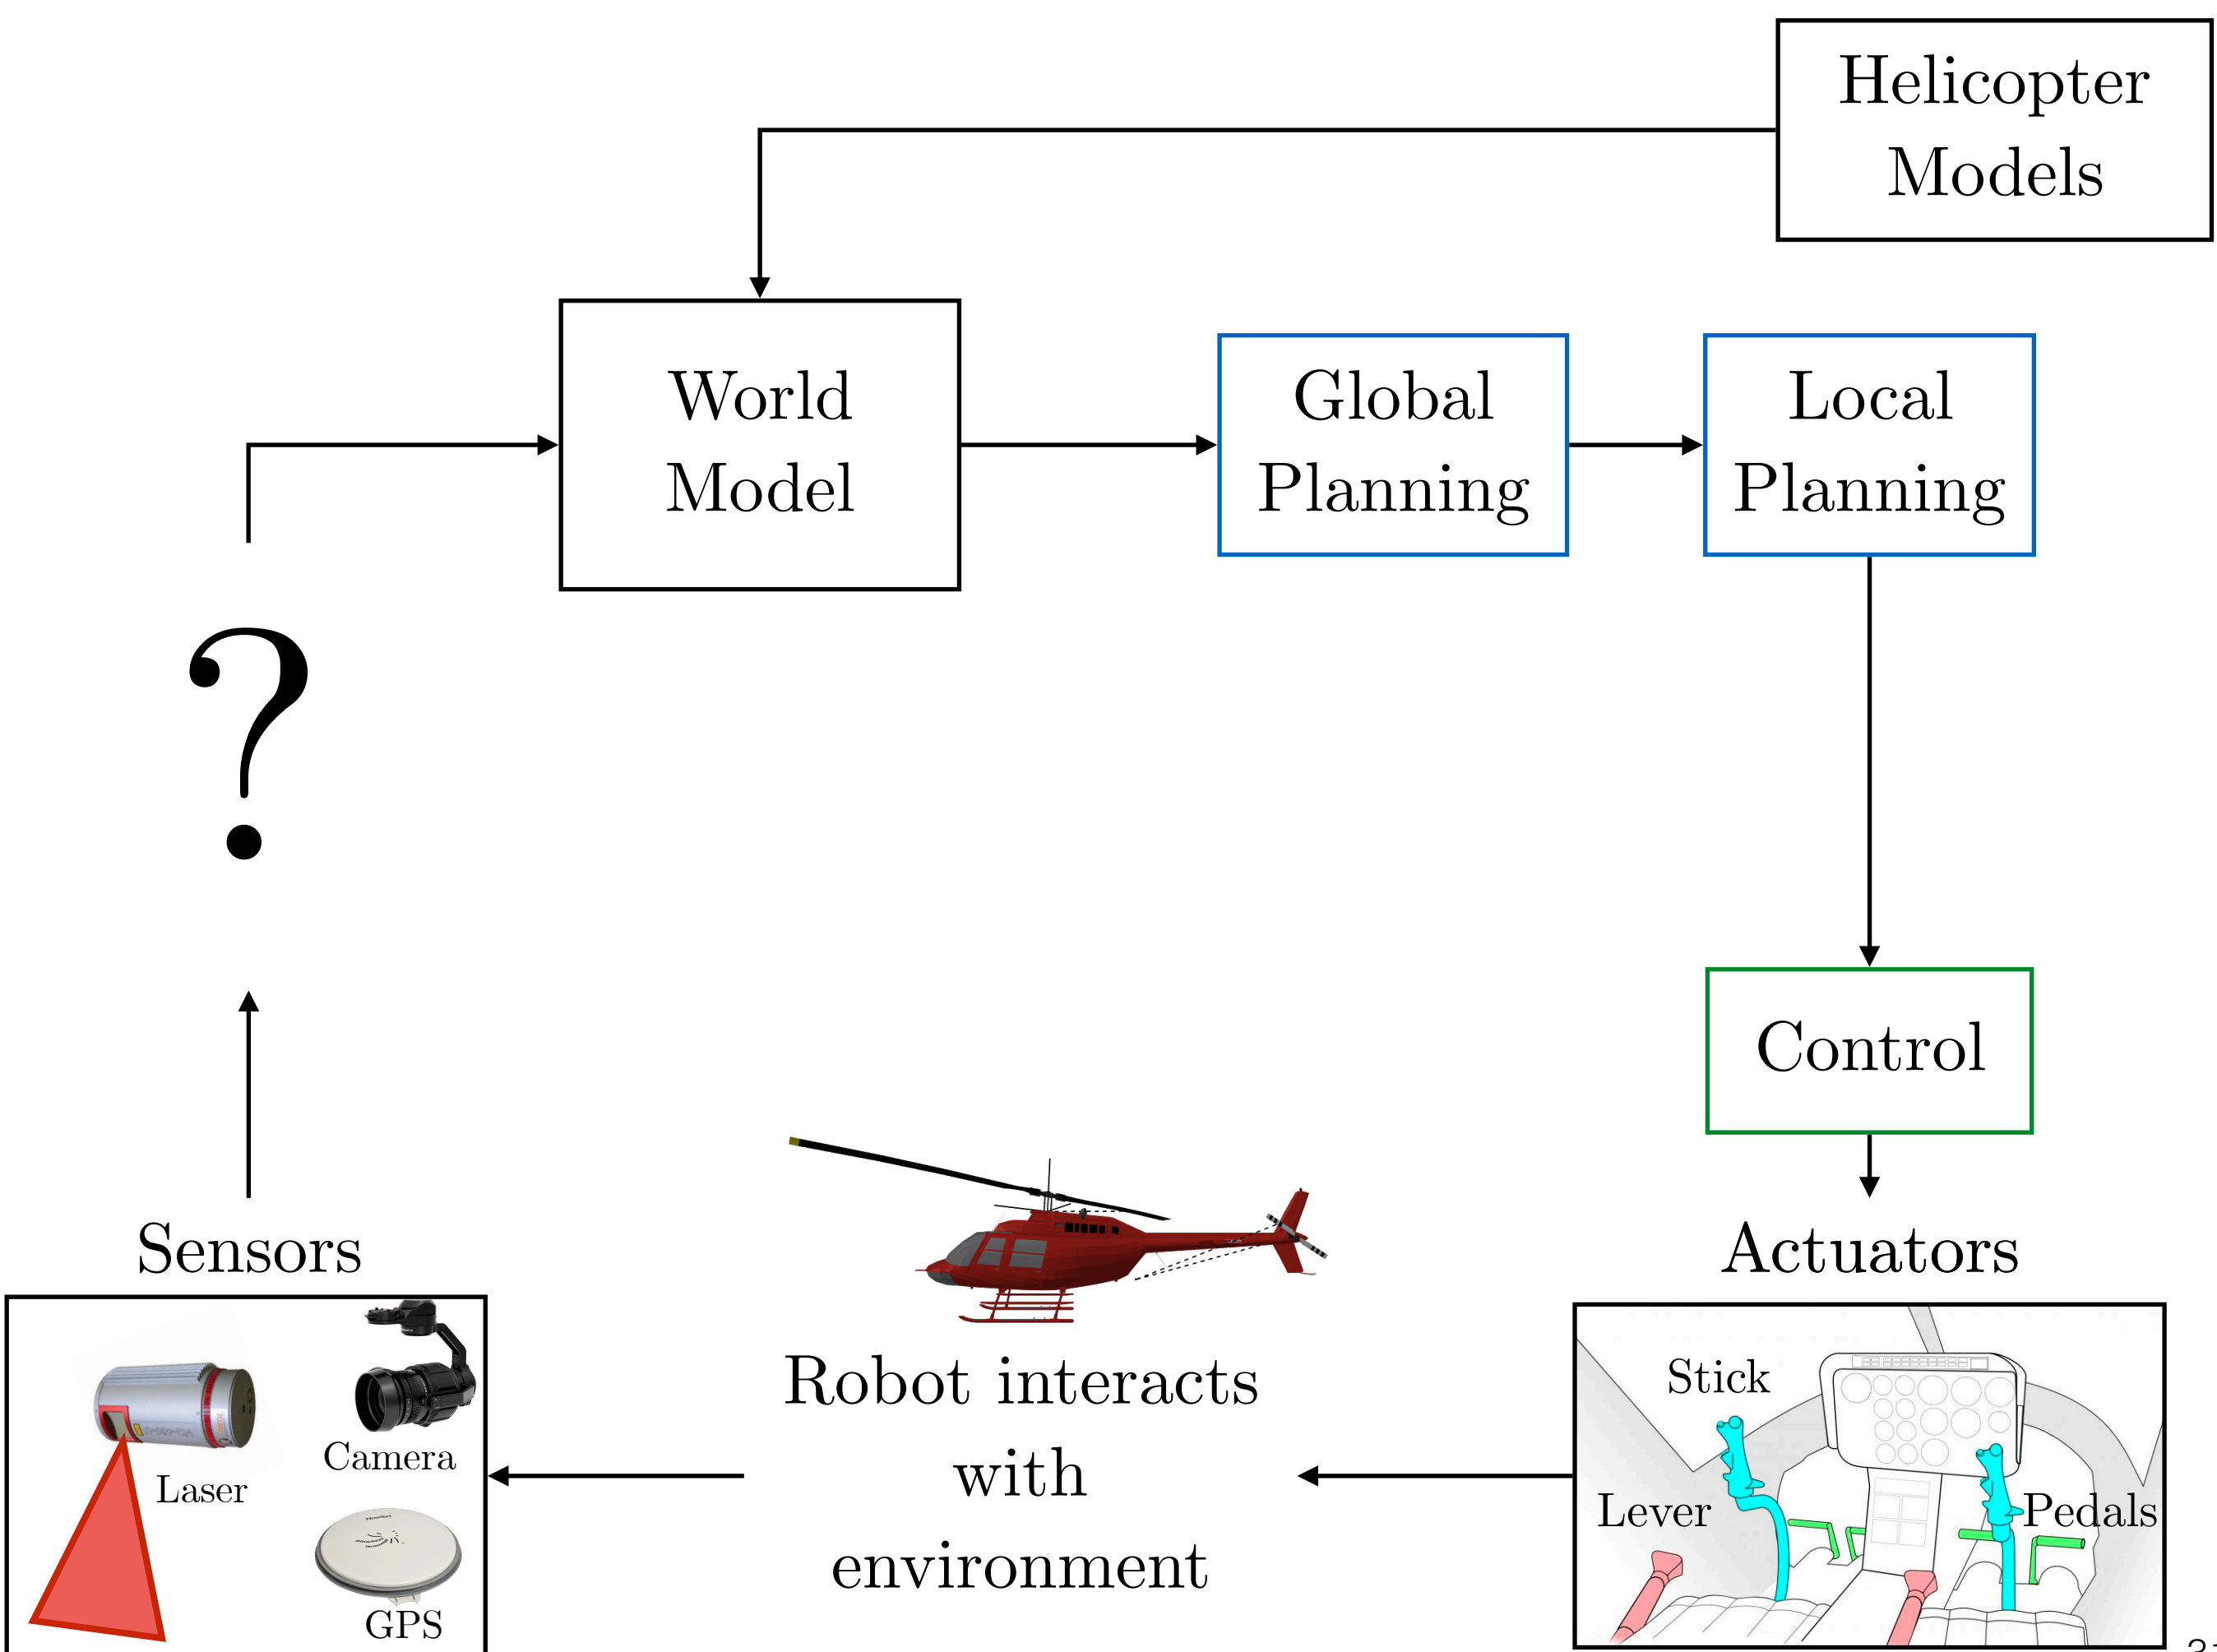 Helicopter
Models
World
Model
Global
Planning
Local
Planning
?
Control
Sensors
Actuators
Laser
Camera
GPS
Robot interacts
with
environment
Stick
Lever
Pedals